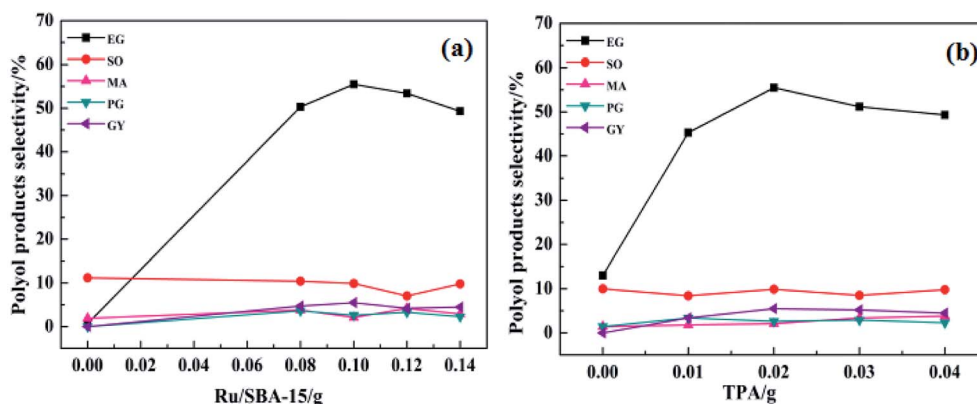 (a)
Polyol products selectivity/%
70
60
50
40
30
20
10
0
EG
SO
MA
PG
GY
0.00 0.02 0.04 0.06 0.08 0.10 0.12 0.14
Ru/SBA-15/g
(b)
Polyol products selectivity/%
70
60
50
40
30
20
10
0
EG
SO
MA
PG
GY
0.00 0.01 0.02 0.03 0.04
TPA/g